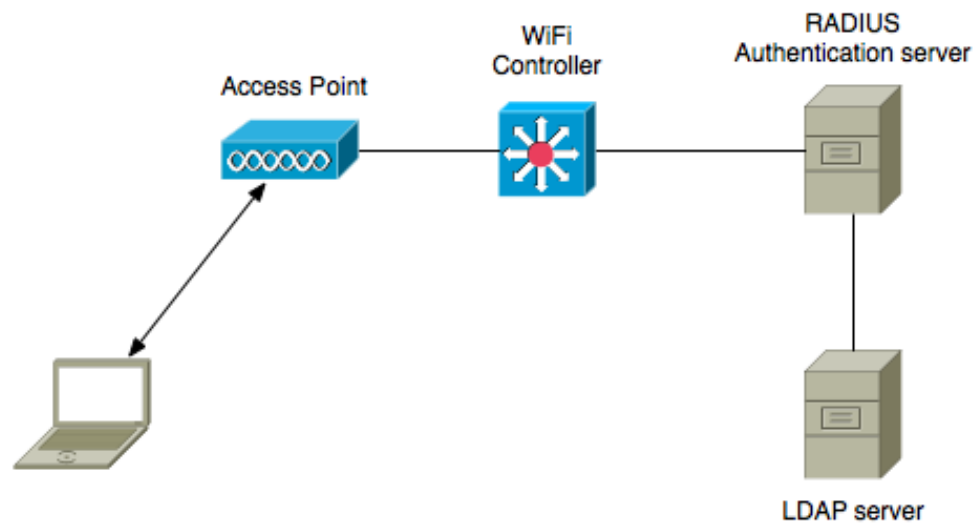 RADIUS
Authentication server
WiFi
Controller
Access Point
LDAP server